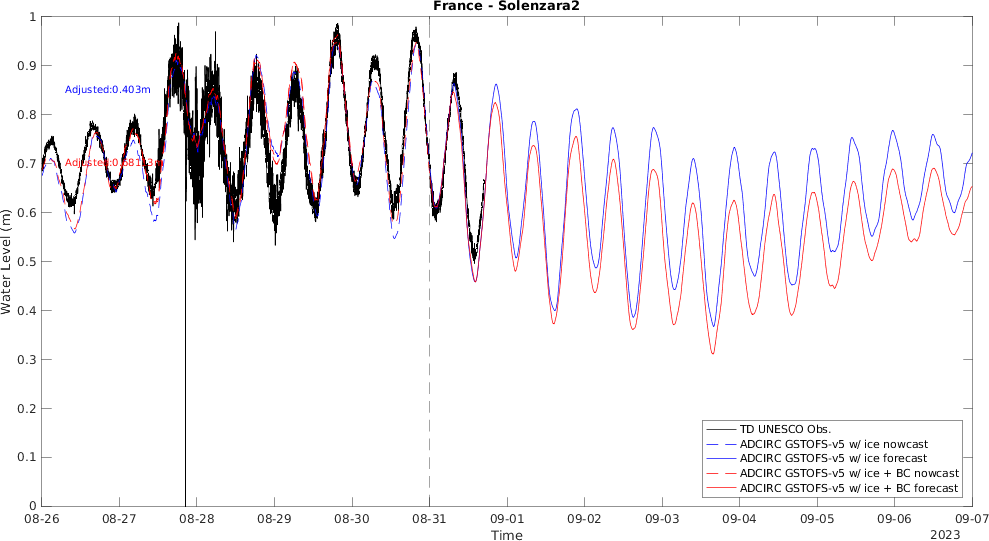 France - Solenzara2
1
0.9
0.8
0.7
0.6
0.5
0.4
0.3
0.2
0.1
0
Water Level (m)
Adjusted:0.403m
TD UNESCO Obs.
ADCIRC GSTOFS-v5 w/ ice nowcast
ADCIRC GSTOFS-v5 w/ ice forecast
ADCIRC GSTOFS-v5 w/ ice + BC nowcast
ADCIRC GSTOFS-v5 w/ ice + BC forecast
08-26 08-27 08-28 08-29 08-30 08-31 09-01 09-02 09-03 09-04 09-05 09-06 09-07
Time
2023